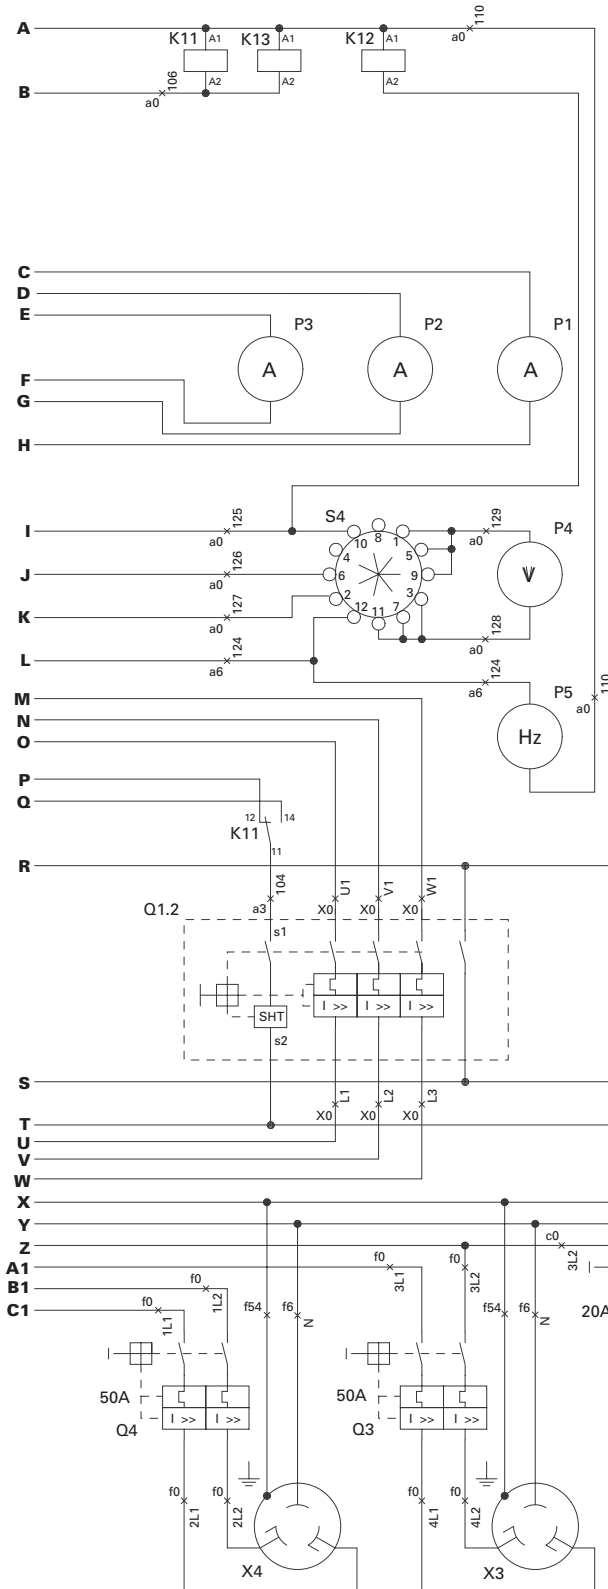 A
K11
A1
K13
A1
K12
A1
a0
110
A2
A2
A2
B
a0
106
C
D
E
P3
P2
P1
A
A
A
F
G
H
I
a0
125
S4
10
8
1
5
9
3
7
11
12
2
6
4
a0
129
P4
V
J
a0
126
K
a0
127
a0
128
L
a6
124
a6
124
M
P5
a0
110
N
O
Hz
P
Q
12
14
K11
11
R
104
a3
U1
X0
V1
X0
W1
X0
Q1.2
s1
SHT
I >>
I >>
I >>
s2
S
L1
X0
L2
X0
L3
X0
T
U
V
W
X
Y
Z
c0
3L2
A1
f0
3L1
f0
3L2
B1
f0
1L2
C1
f0
1L1
f54
f6
N
f54
f6
N
20A
50A
I >>
I >>
Q4
50A
I >>
I >>
Q3
f0
2L1
f0
2L2
X4
f0
4L1
f0
4L2
X3